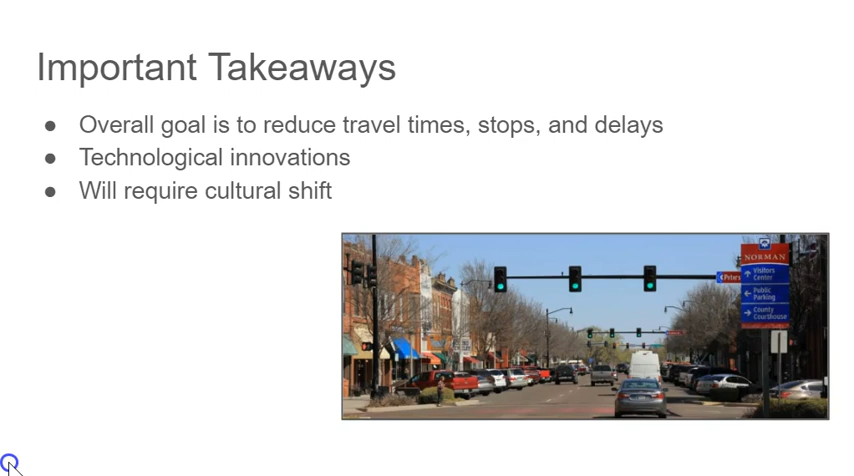 Important Takeaways
● Overall goal is to reduce travel times, stops, and delays
● Technological innovations
● Will require cultural shift
NORMAN
Peters
Visitors
Center
Public
Parking
County
Courthouse